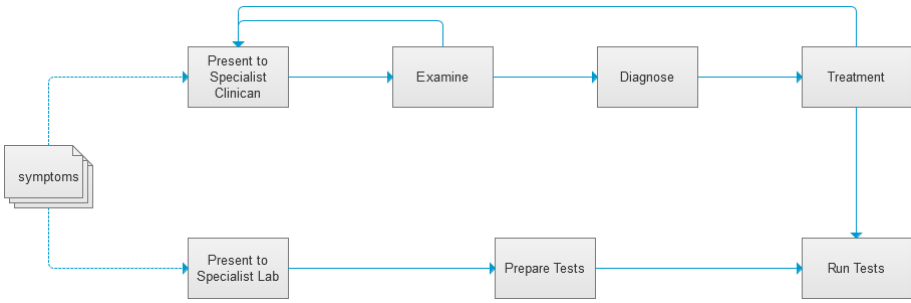 Present to
Specialist
Clinican
Examine
Diagnose
Treatment
symptoms
Present to
Specialist Lab
Prepare Tests
Run Tests